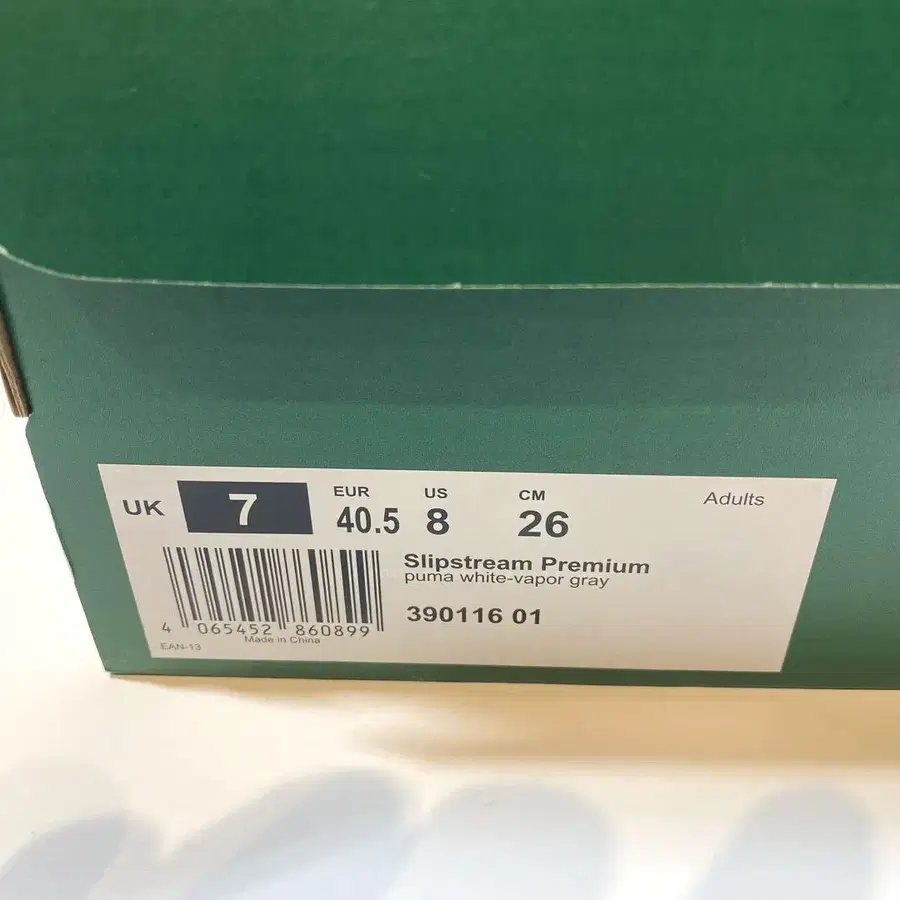 UK 7 EUR 40.5 US 8 CM 26 Adults
Slipstream Premium
puma white-vapor gray
390116 01
4 065452 860899
Made in China
EAN-13